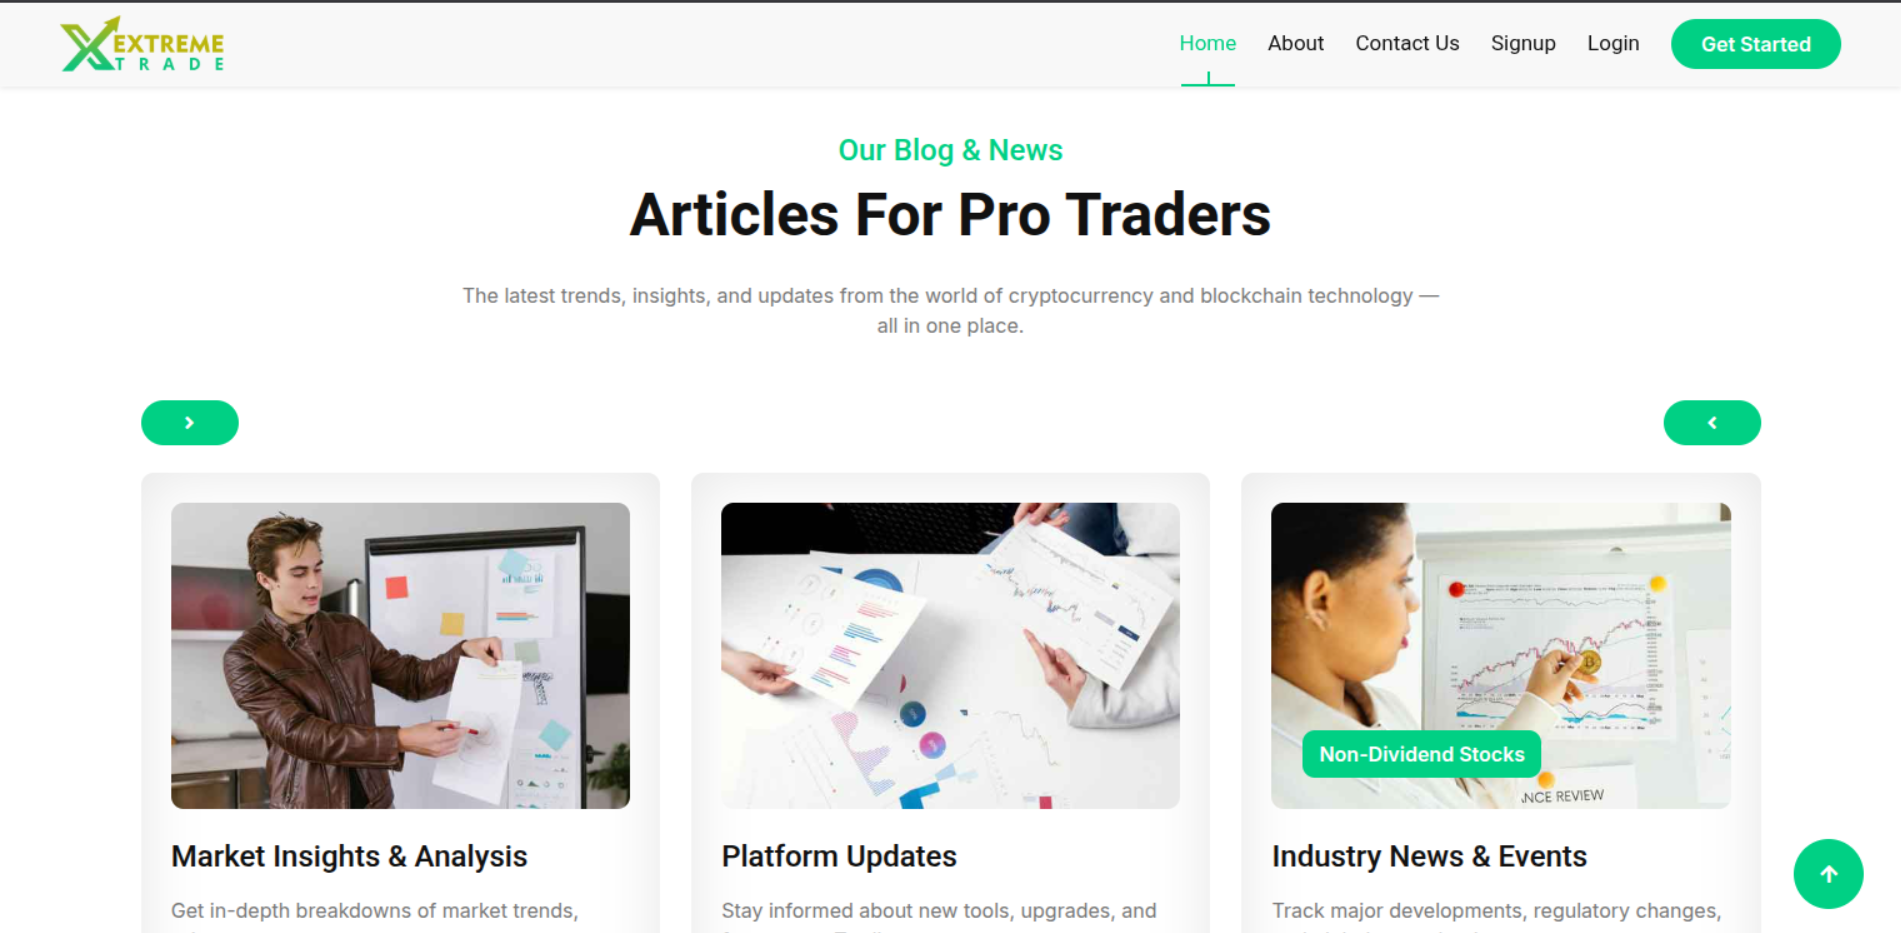 EXTREME
TRADE
Home
About
Contact Us
Signup
Login
Get Started
Our Blog & News
Articles For Pro Traders
The latest trends, insights, and updates from the world of cryptocurrency and blockchain technology —
all in one place.
Non-Dividend Stocks
NCE REVIEW
Market Insights & Analysis
Platform Updates
Industry News & Events
Get in-depth breakdowns of market trends,
Stay informed about new tools, upgrades, and
Track major developments, regulatory changes,